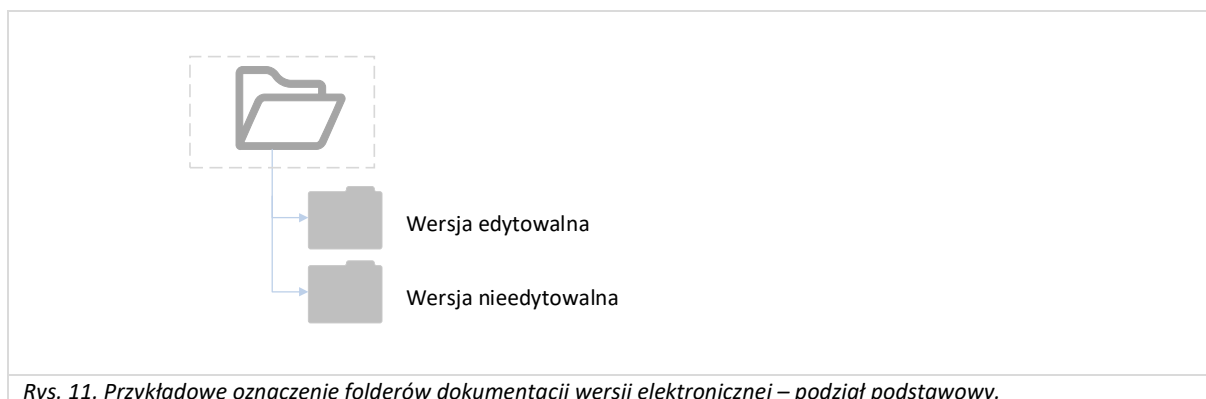 Wersja edytowalna
Wersja nieedytowalna
Rys. 11. Przykładowe oznaczenie folderów dokumentacji wersji elektronicznej – podział podstawowy.